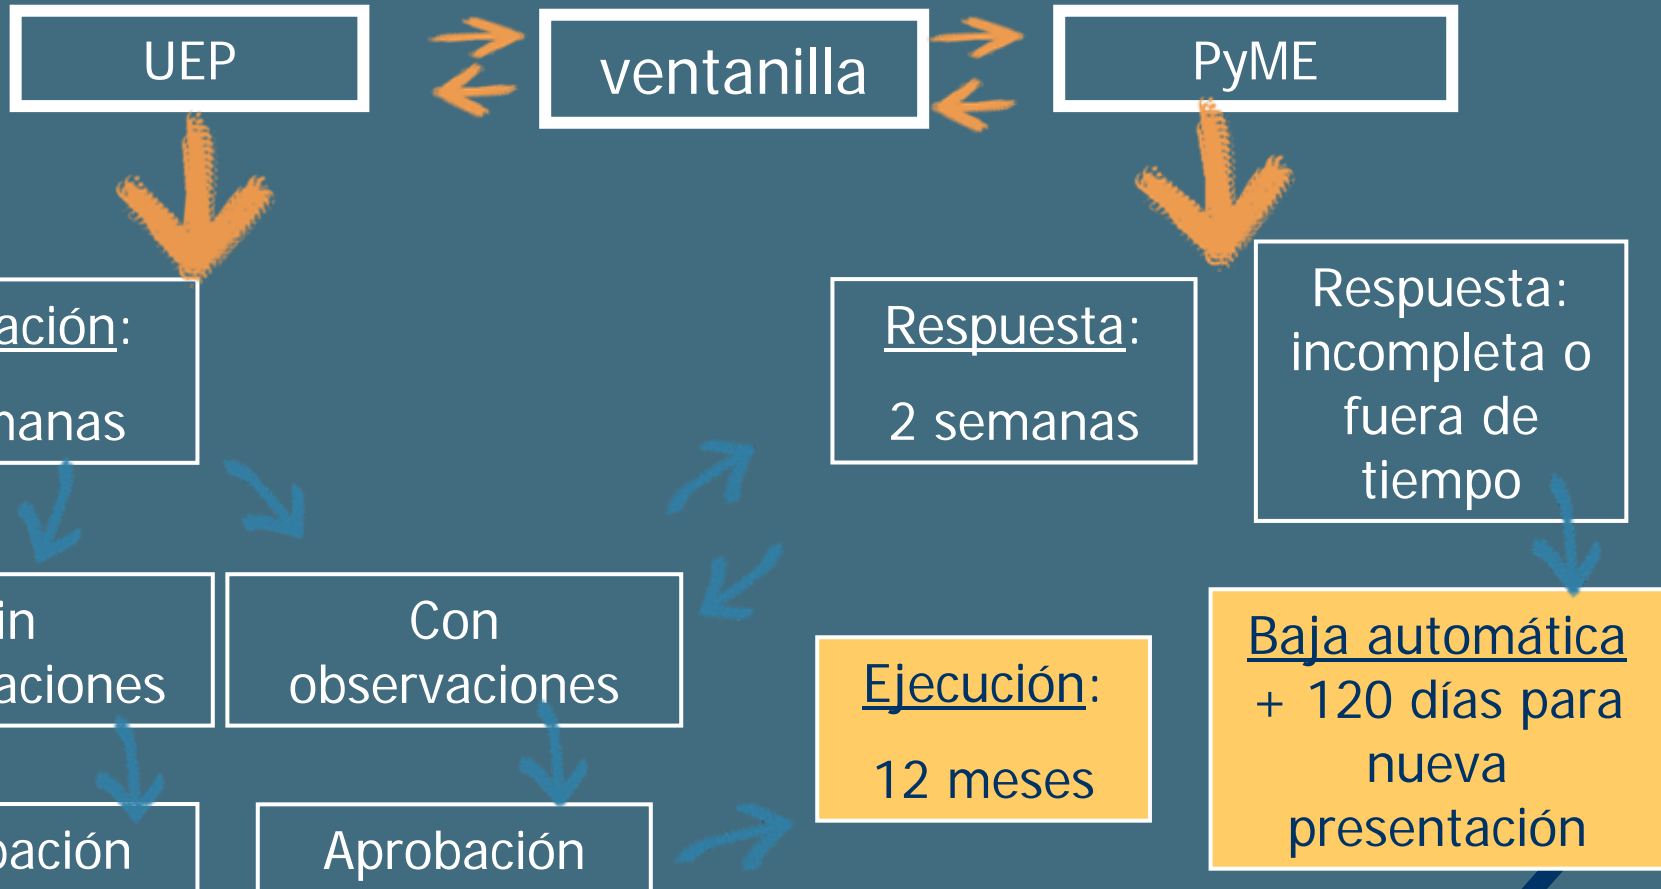 UEP
ventanilla
PyME
ación:
manas
Respuesta:
2 semanas
Respuesta:
incompleta o
fuera de
tiempo
in
aciones
Con
observaciones
Ejecución:
12 meses
Baja automática
+ 120 días para
nueva
presentación
bación
Aprobación